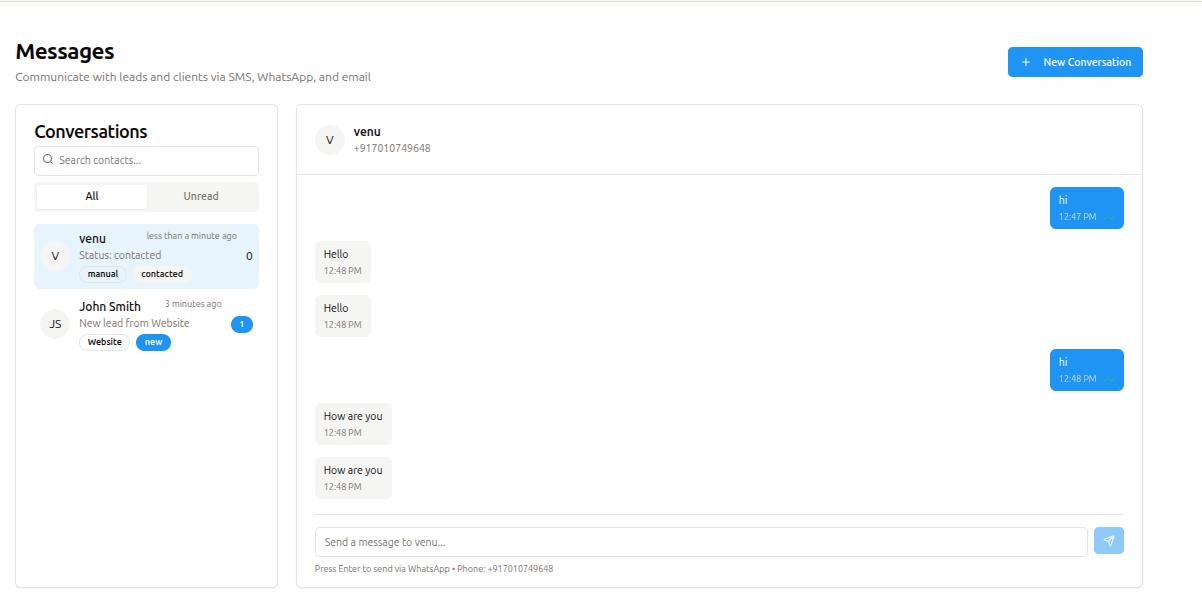 Messages
Communicate with leads and clients via SMS, WhatsApp, and email
+ New Conversation
Conversations
Search contacts...
All Unread
V
venu less than a minute ago
Status: contacted 0
manual contacted
JS
John Smith 3 minutes ago
New lead from Website 1
Website new
V
venu
+917010749648
hi
12:47 PM
Hello
12:48 PM
Hello
12:48 PM
hi
12:48 PM
How are you
12:48 PM
How are you
12:48 PM
Send a message to venu...
Press Enter to send via WhatsApp • Phone: +917010749648